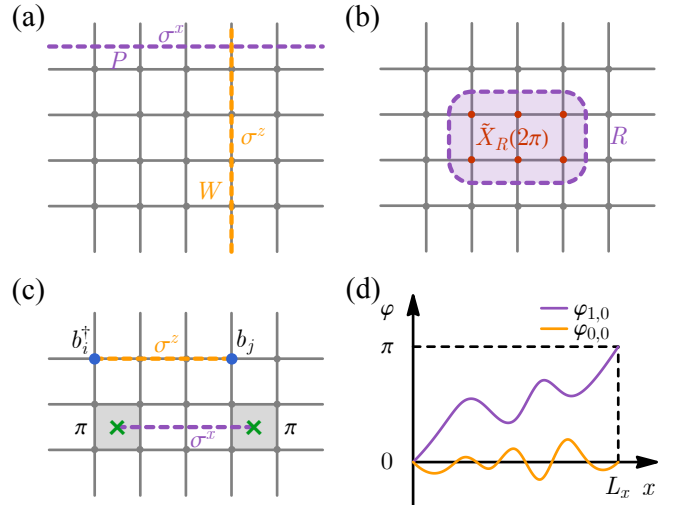 (a)
σ^x
P
σ^z
W
(b)
X̃_R(2π)
R
(c)
b_i^†
σ^z
b_j
π
σ^x
π
(d)
φ
φ_{1,0}
φ_{0,0}
π
0
L_x
x